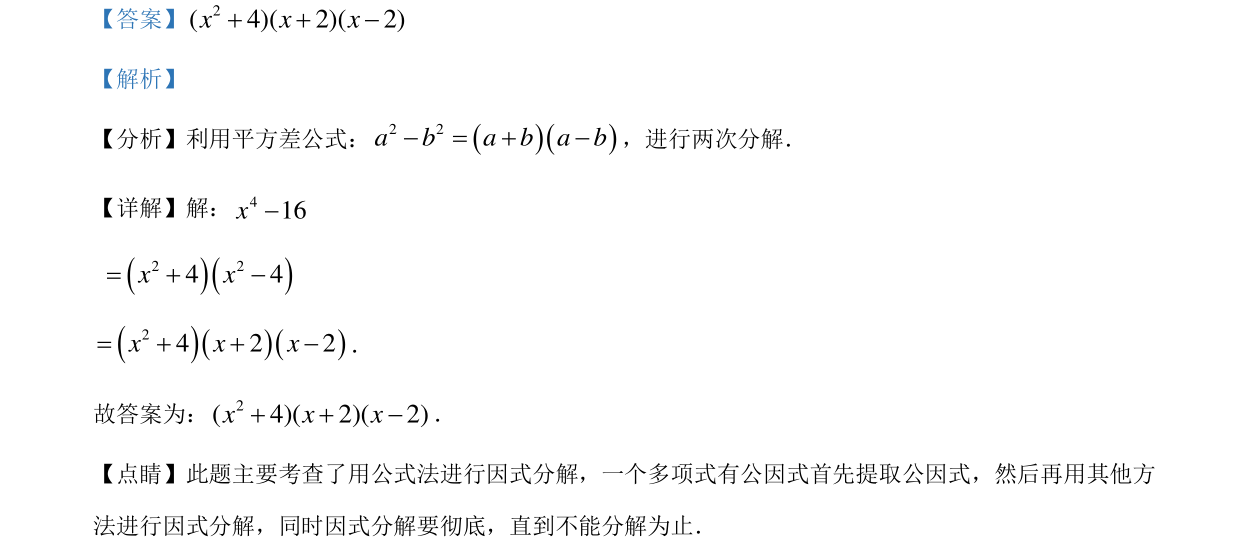 【答案】(x² + 4)(x + 2)(x − 2)
【解析】
【分析】利用平方差公式：a² − b² = (a + b)(a − b)，进行两次分解．
【详解】解：x⁴ − 16
= (x² + 4)(x² − 4)
= (x² + 4)(x + 2)(x − 2)．
故答案为：(x² + 4)(x + 2)(x − 2)．
【点睛】此题主要考查了用公式法进行因式分解，一个多项式有公因式首先提取公因式，然后再用其他方
法进行因式分解，同时因式分解要彻底，直到不能分解为止．